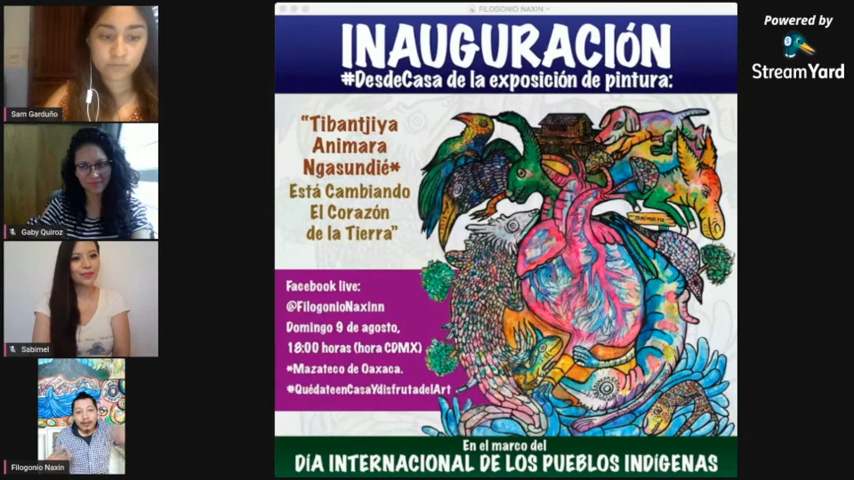 FILOGONIO NAXIN
INAUGURACIÓN
#DesdeCasa de la exposición de pintura:
"Tibantjiya
Animara
Ngasundié*
Está Cambiando
El Corazón
de la Tierra"
Facebook live:
@FilogonioNaxinn
Domingo 9 de agosto,
18:00 horas (hora CDMX)
*Mazateco de Oaxaca.
#QuédateenCasaYdisfrutadelArt
En el marco del
DÍA INTERNACIONAL DE LOS PUEBLOS INDÍGENAS
Sam Garduño
Gaby Quiroz
Sabimel
Filogonio Naxin
Powered by
StreamYard